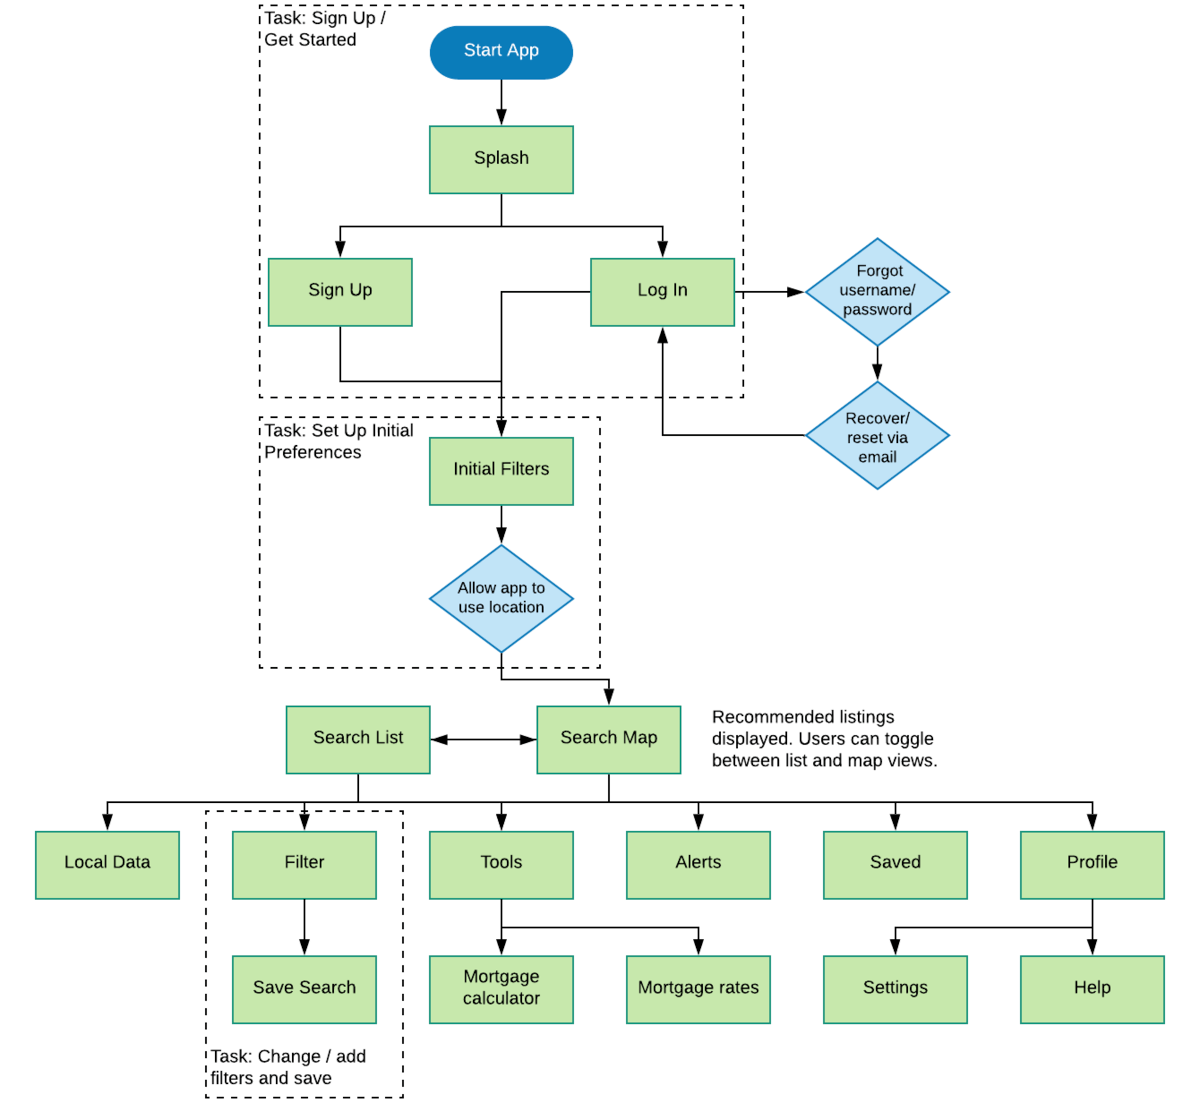 Task: Sign Up /
Get Started
Start App
Splash
Sign Up
Log In
Forgot
username/
password
Recover/
reset via
email
Task: Set Up Initial
Preferences
Initial Filters
Allow app to
use location
Search List
Search Map
Recommended listings
displayed. Users can toggle
between list and map views.
Local Data
Filter
Tools
Alerts
Saved
Profile
Save Search
Mortgage
calculator
Mortgage rates
Settings
Help
Task: Change / add
filters and save